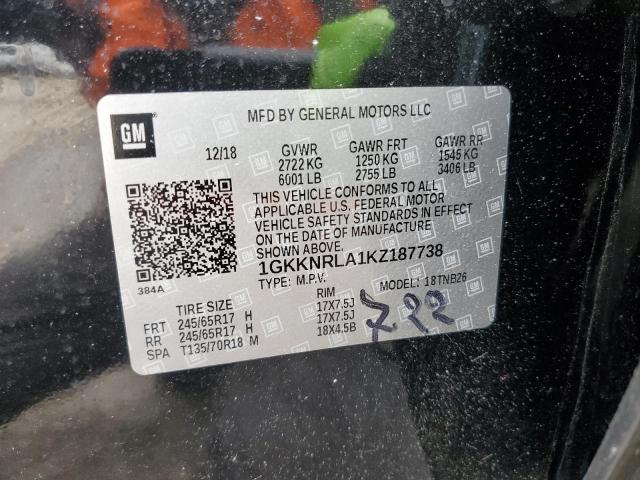 GM
MFD BY GENERAL MOTORS LLC
12/18 GVWR GAWR FRT GAWR RR
2722 KG 1250 KG 1545 KG
6001 LB 2755 LB 3406 LB
THIS VEHICLE CONFORMS TO ALL
APPLICABLE U.S. FEDERAL MOTOR
VEHICLE SAFETY STANDARDS IN EFFECT
ON THE DATE OF MANUFACTURE
SHOWN ABOVE.
1GKKNRLA1KZ187738
384A
TYPE: M.P.V. MODEL: 18TNB26
TIRE SIZE RIM
FRT 245/65R17 H 17X7.5J
RR 245/65R17 H 17X7.5J
SPA T135/70R18 M 18X4.5B